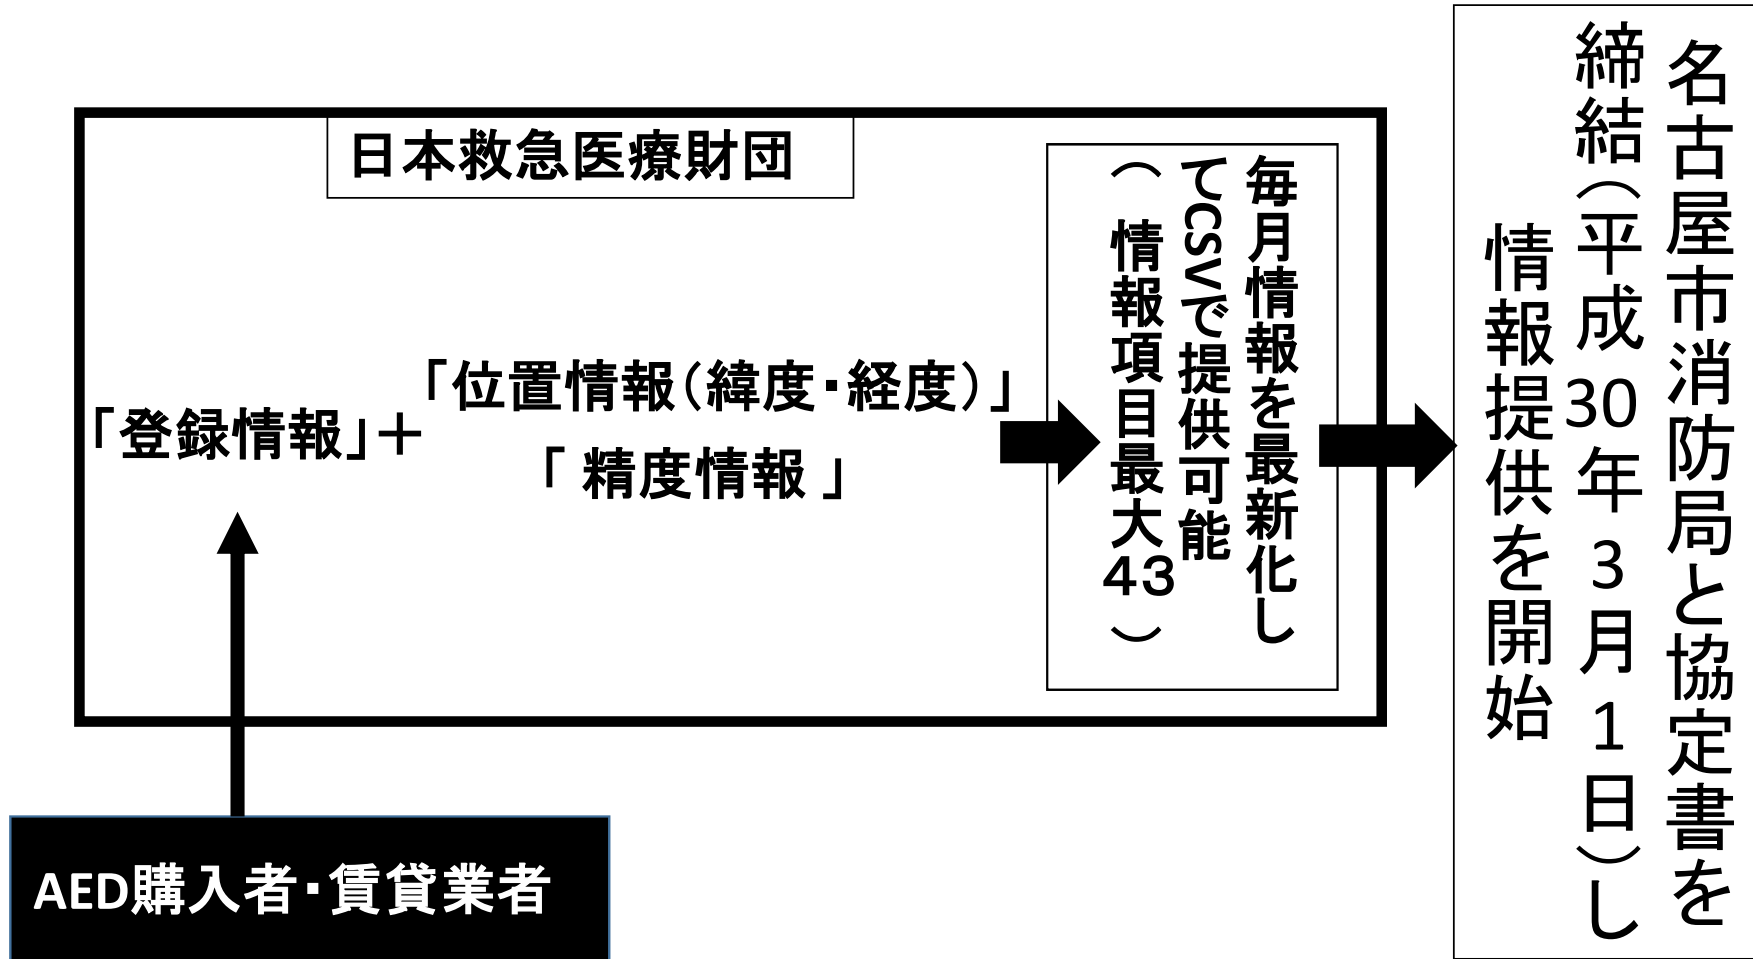 日本救急医療財団
「登録情報」＋
「位置情報（緯度・経度）」
「 精度情報 」
毎月情報を最新化し
てCSVで提供可能
（ 情報項目最大４３ ）
名古屋市消防局と協定書を
締結（平成30年３月１日）し
情報提供を開始
AED購入者・賃貸業者